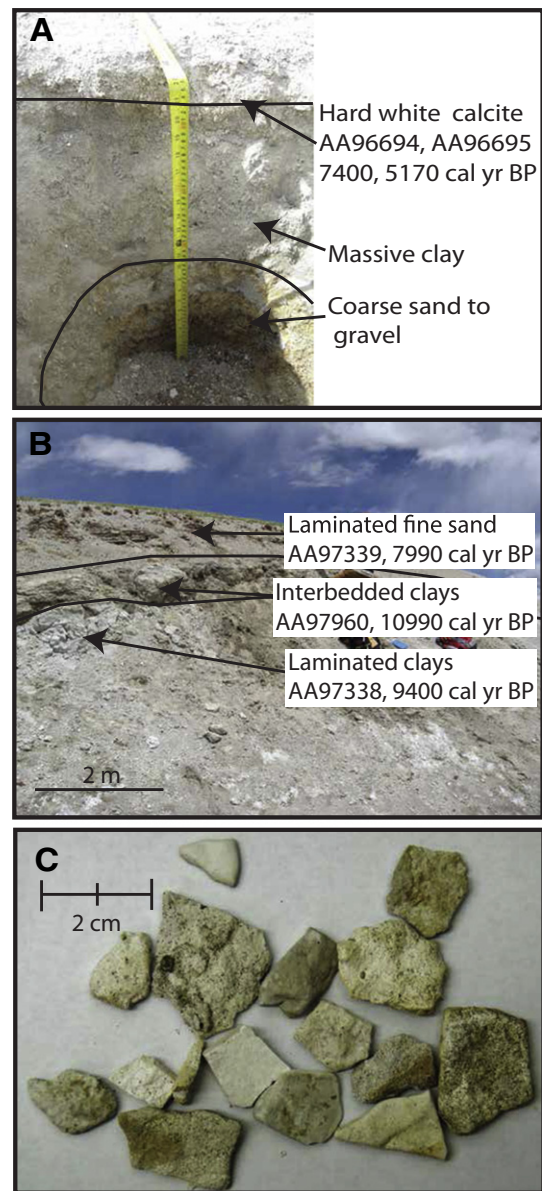 A
Hard white calcite
AA96694, AA96695
7400, 5170 cal yr BP
Massive clay
Coarse sand to
gravel
B
Laminated fine sand
AA97339, 7990 cal yr BP
Interbedded clays
AA97960, 10990 cal yr BP
Laminated clays
AA97338, 9400 cal yr BP
2 m
C
2 cm